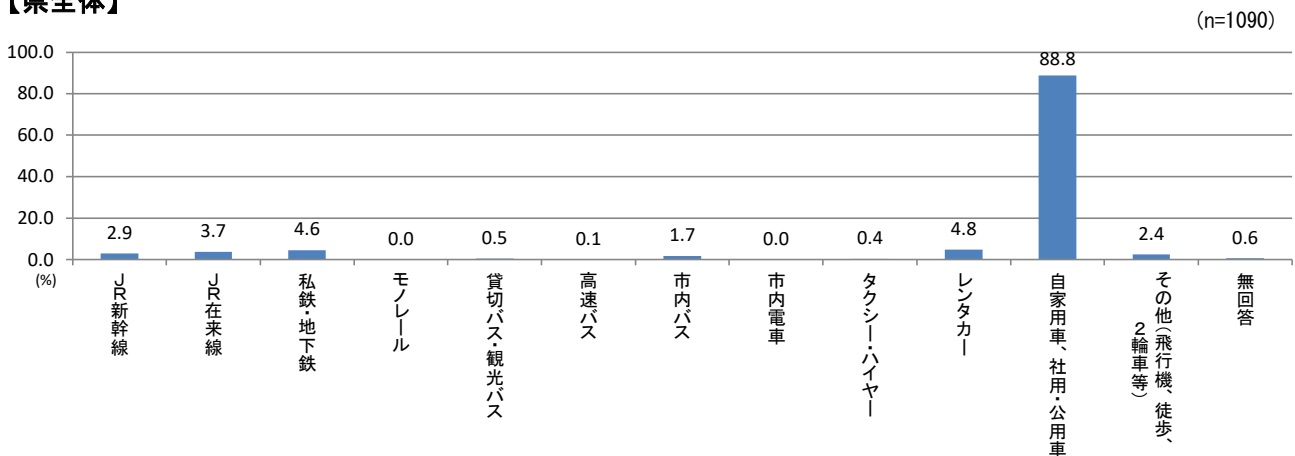 【県全体】
(n=1090)
100.0
80.0
60.0
40.0
20.0
0.0
(%)
2.9
3.7
4.6
0.0
0.5
0.1
1.7
0.0
0.4
4.8
88.8
2.4
0.6
JR新幹線
JR在来線
私鉄・地下鉄
モノレール
貸切バス・観光バス
高速バス
市内バス
市内電車
タクシー・ハイヤー
レンタカー
自家用車、社用・公用車
その他(飛行機、徒歩、
2輪車等)
無回答